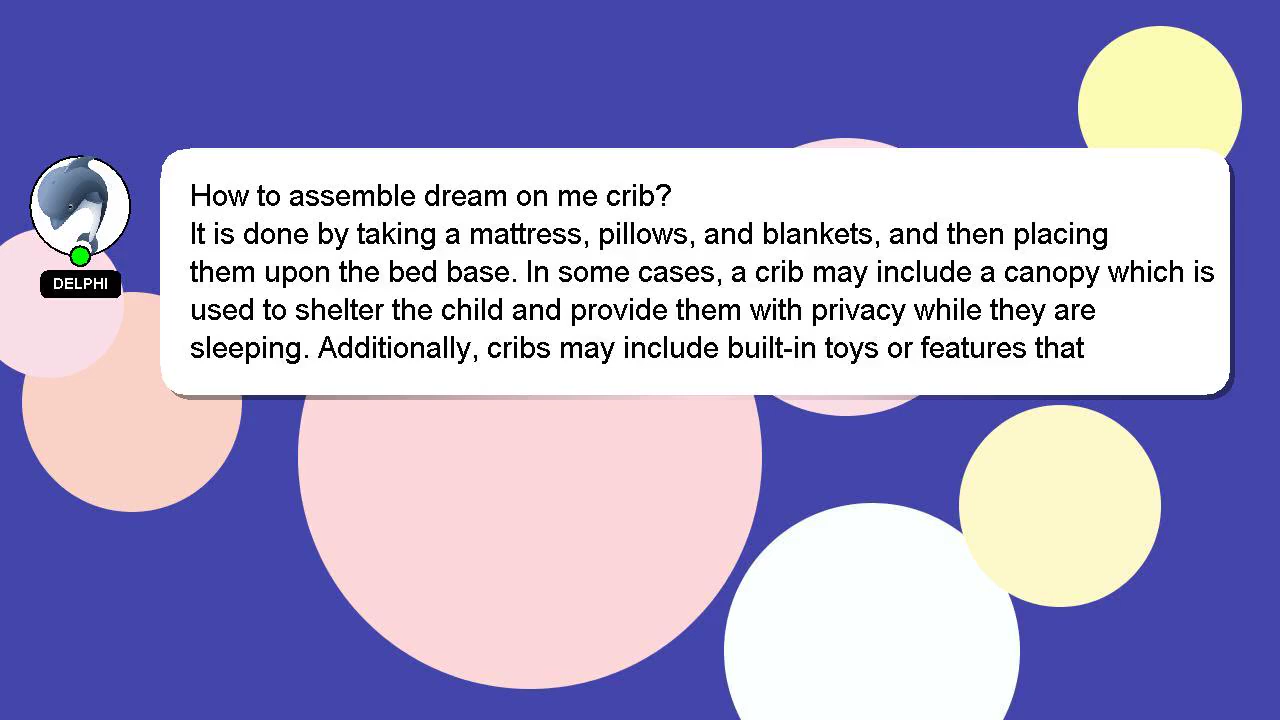 How to assemble dream on me crib?
It is done by taking a mattress, pillows, and blankets, and then placing
them upon the bed base. In some cases, a crib may include a canopy which is
used to shelter the child and provide them with privacy while they are
sleeping. Additionally, cribs may include built-in toys or features that
DELPHI